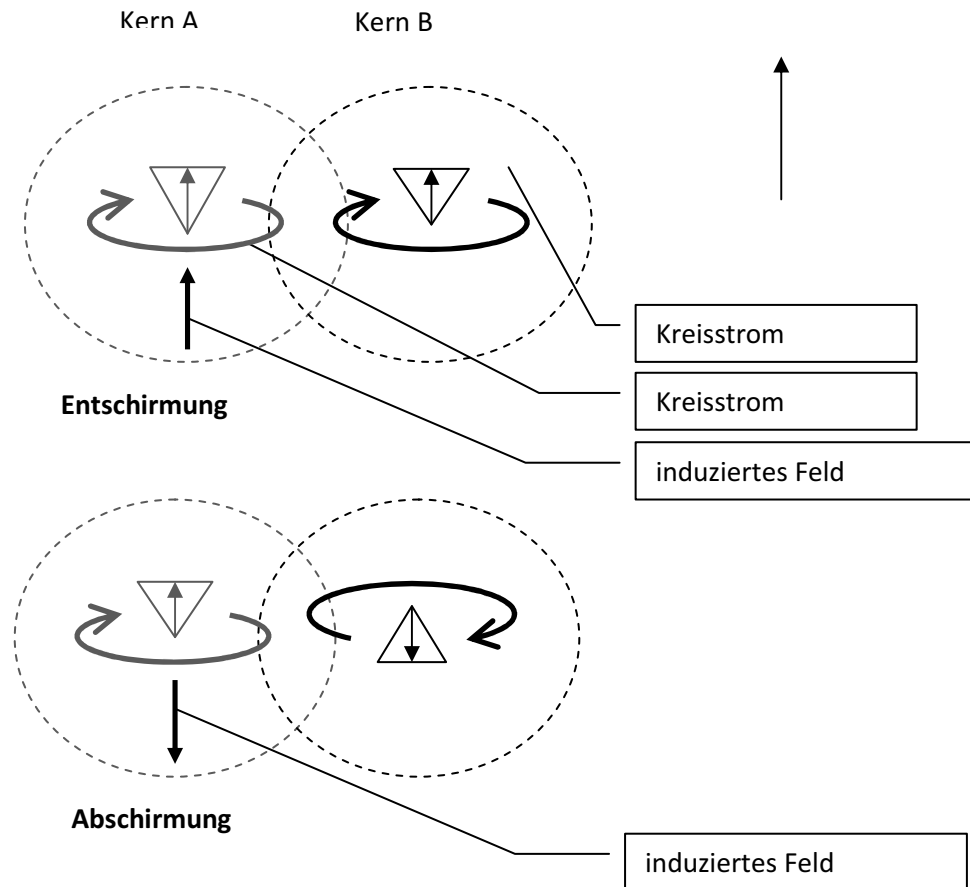 Kern A
Kern B
Kreisstrom
Kreisstrom
Entschirmung
induziertes Feld
Abschirmung
induziertes Feld